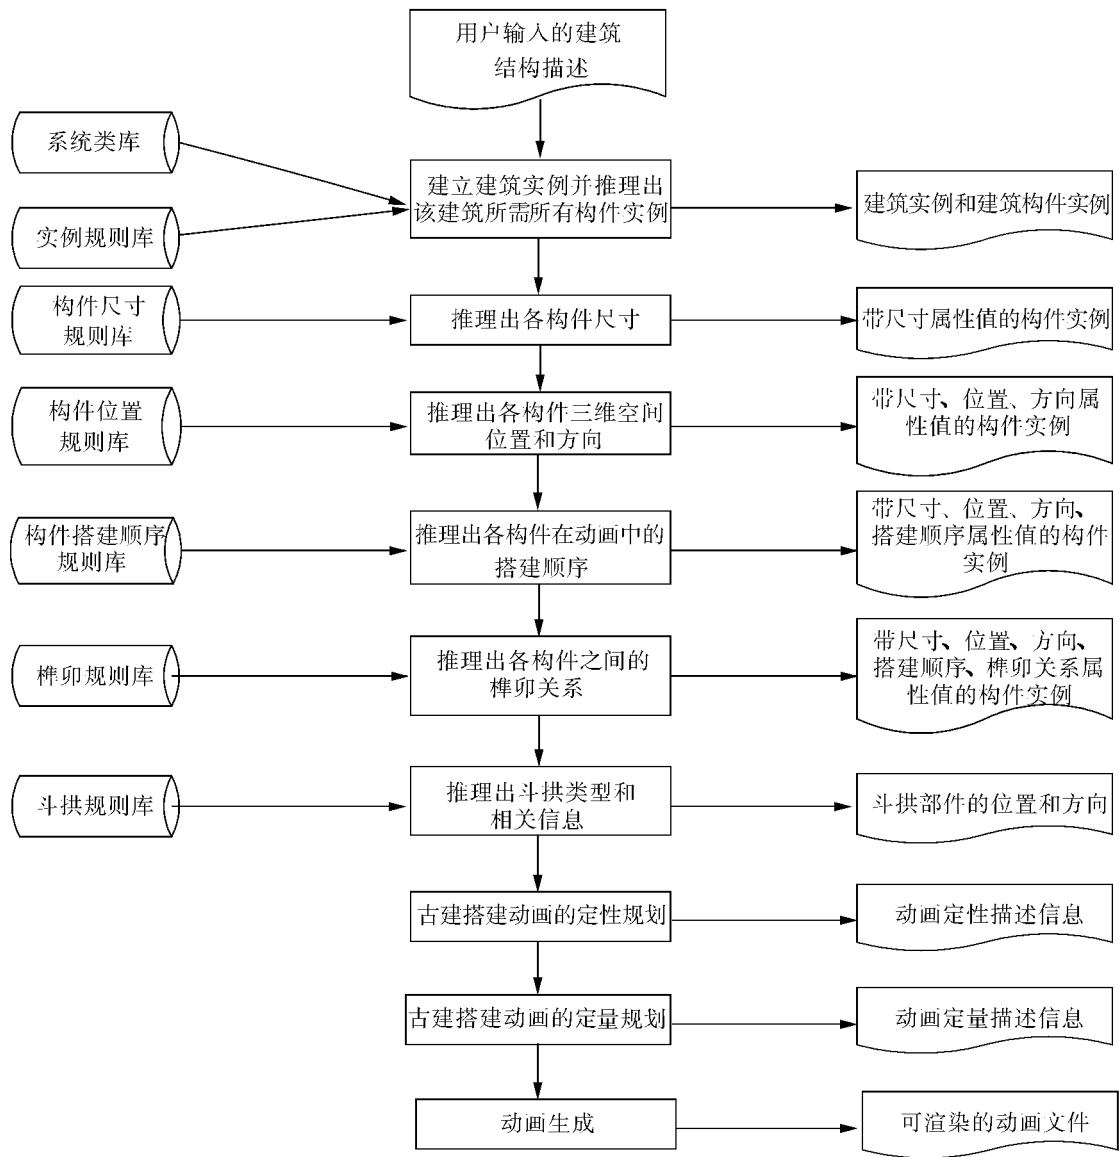 用户输入的建筑
结构描述
系统类库
实例规则库
建立建筑实例并推理出
该建筑所需所有构件实例
建筑实例和建筑构件实例
构件尺寸
规则库
推理出各构件尺寸
带尺寸属性值的构件实例
构件位置
规则库
推理出各构件三维空间
位置和方向
带尺寸、位置、方向属
性值的构件实例
构件搭建顺序
规则库
推理出各构件在动画中的
搭建顺序
带尺寸、位置、方向、
搭建顺序属性值的构件
实例
榫卯规则库
推理出各构件之间的
榫卯关系
带尺寸、位置、方向、
搭建顺序、榫卯关系属
性值的构件实例
斗拱规则库
推理出斗拱类型和
相关信息
斗拱部件的位置和方向
古建搭建动画的定性规划
动画定性描述信息
古建搭建动画的定量规划
动画定量描述信息
动画生成
可渲染的动画文件